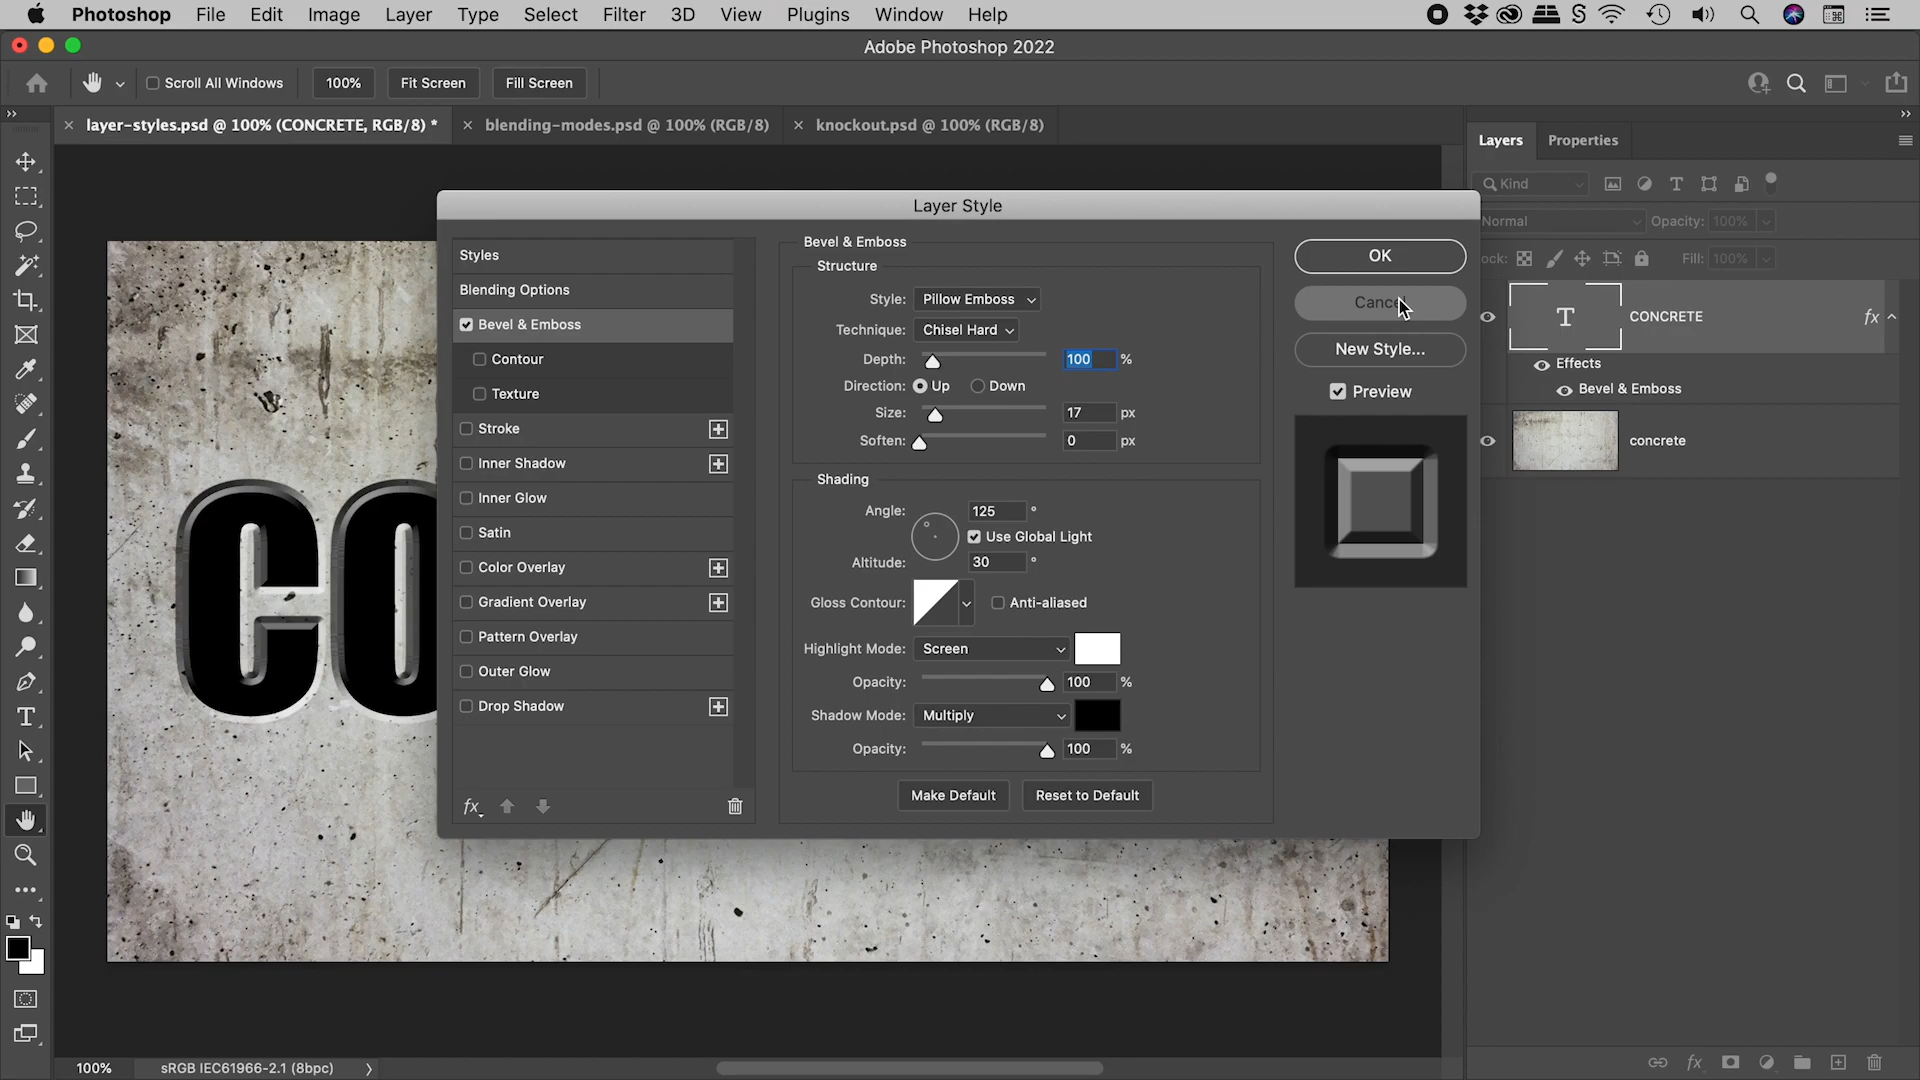 Photoshop File Edit Image Layer Type Select Filter 3D View Plugins Window Help
Adobe Photoshop 2022
Scroll All Windows 100% Fit Screen Fill Screen
layer-styles.psd @ 100% (CONCRETE, RGB/8) * blending-modes.psd @ 100% (RGB/8) knockout.psd @ 100% (RGB/8)
Layers Properties
Kind
Normal Opacity: 100%
ock: Fill: 100%
T CONCRETE fx
Effects
Bevel & Emboss
concrete
CO
Layer Style
Styles
Blending Options
Bevel & Emboss
Contour
Texture
Stroke
Inner Shadow
Inner Glow
Satin
Color Overlay
Gradient Overlay
Pattern Overlay
Outer Glow
Drop Shadow
fx
Bevel & Emboss
Structure
Style: Pillow Emboss
Technique: Chisel Hard
Depth: 100 %
Direction: Up Down
Size: 17 px
Soften: 0 px
Shading
Angle: 125 °
Use Global Light
Altitude: 30 °
Gloss Contour: Anti-aliased
Highlight Mode: Screen
Opacity: 100 %
Shadow Mode: Multiply
Opacity: 100 %
Make Default Reset to Default
OK
Cancel
New Style...
Preview
100% sRGB IEC61966-2.1 (8bpc)
fx